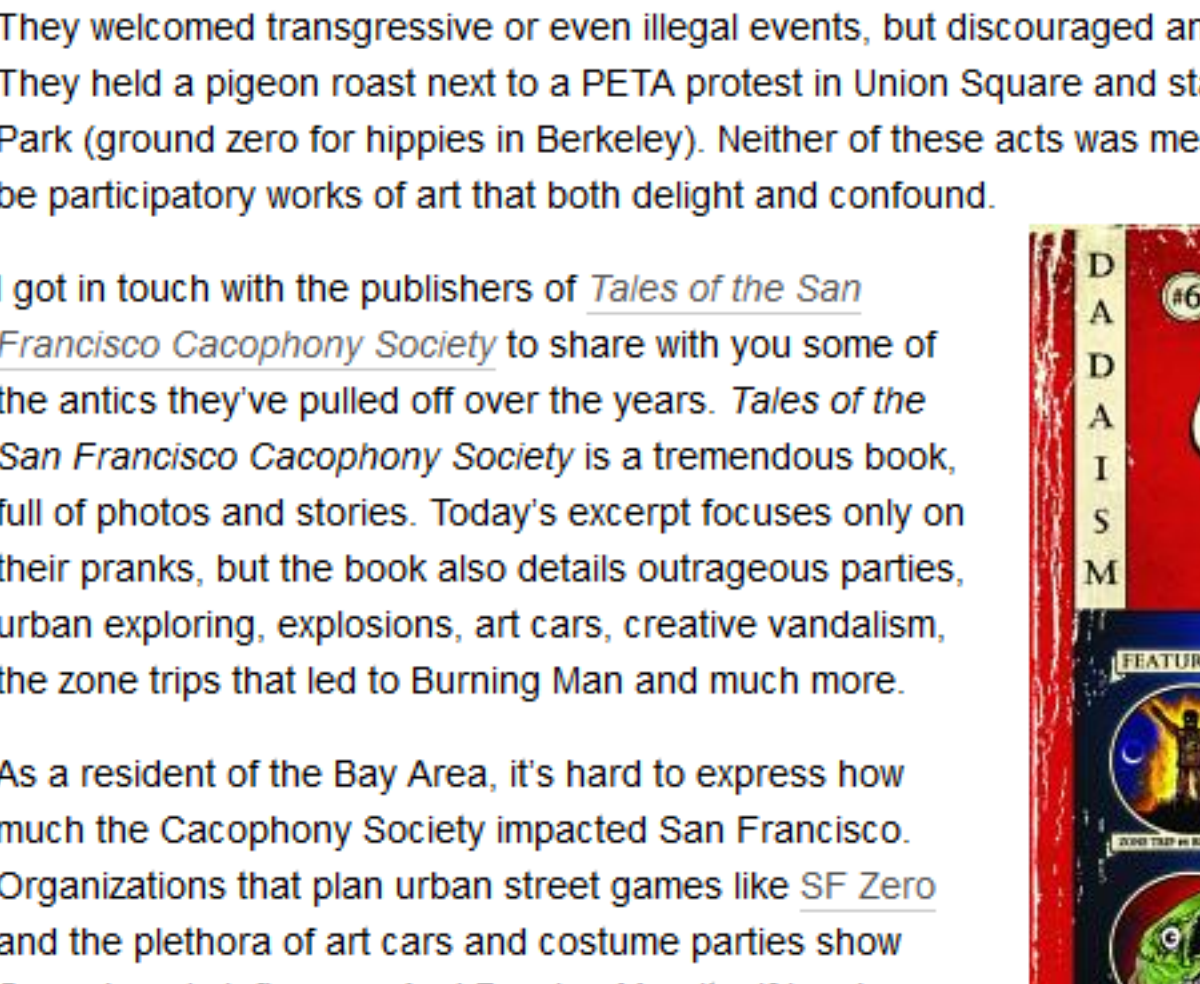 They welcomed transgressive or even illegal events, but discouraged
They held a pigeon roast next to a PETA protest in Union Square and
Park (ground zero for hippies in Berkeley). Neither of these acts was
be participatory works of art that both delight and confound.
I got in touch with the publishers of Tales of the San
Francisco Cacophony Society to share with you some of
the antics they've pulled off over the years. Tales of the
San Francisco Cacophony Society is a tremendous book,
full of photos and stories. Today's excerpt focuses only on
their pranks, but the book also details outrageous parties,
urban exploring, explosions, art cars, creative vandalism,
the zone trips that led to Burning Man and much more.
As a resident of the Bay Area, it's hard to express how
much the Cacophony Society impacted San Francisco.
Organizations that plan urban street games like SF Zero
and the plethora of art cars and costume parties show
DADAISM
#6
FEATUR
ZONE TRIP